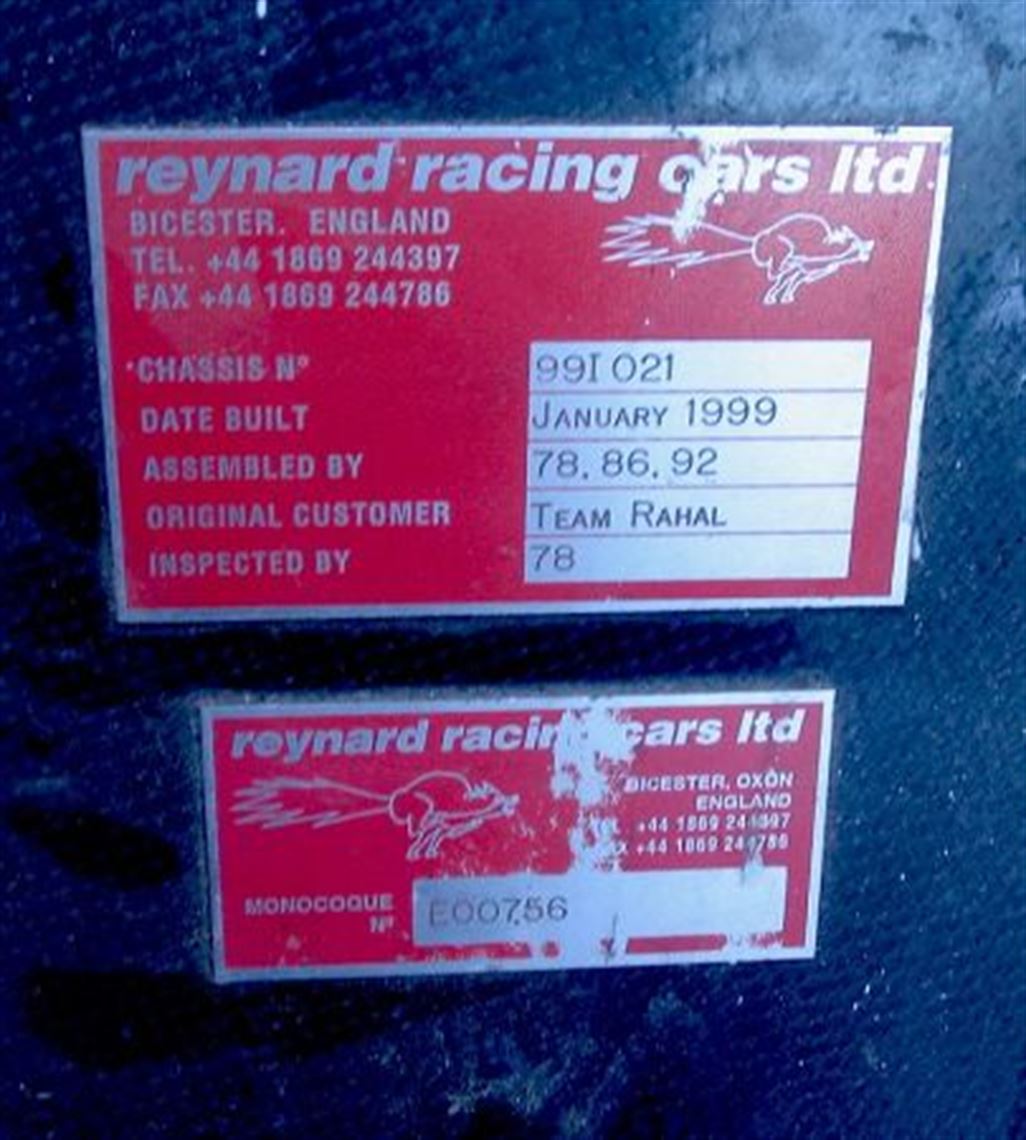 reynard racing cars ltd
BICESTER. ENGLAND
TEL. +44 1869 244397
FAX +44 1869 244786
CHASSIS Nº 99I 021
DATE BUILT JANUARY 1999
ASSEMBLED BY 78. 86. 92
ORIGINAL CUSTOMER TEAM RAHAL
INSPECTED BY 78
reynard racing cars ltd
BICESTER, OXON
ENGLAND
+44 1869 244397
+44 1869 244786
MONOCOQUE
Nº E00756